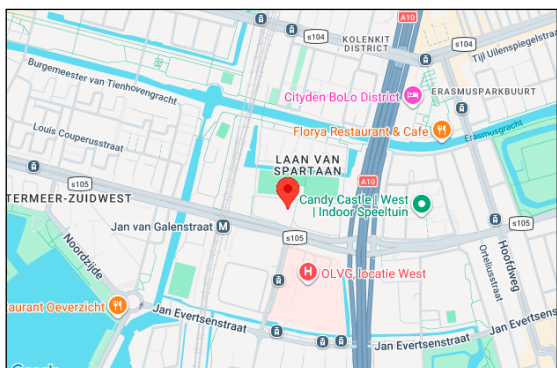 A10
s104
KOLENKIT
DISTRICT
s104
Tijl Uilenspiegelstraat
Burgemeester van Tienhovengracht
Cityden BoLo District
ERASMUSPARKBUURT
Florya Restaurant & Cafe
Erasmusgracht
Louis Couperusstraat
LAAN VAN
SPARTAAN
s105
A10
TERMEER-ZUIDWEST
Candy Castle | West
| Indoor Speeltuin
s105
Jan van Galenstraat
M
s105
Noordzijde
H
OLVG, locatie West
Orteliusstraat
Hoofdweg
aurant Oeverzicht
Jan Evertsenstraat
Jan Evertsenstraat
Jan Evertsens
Google